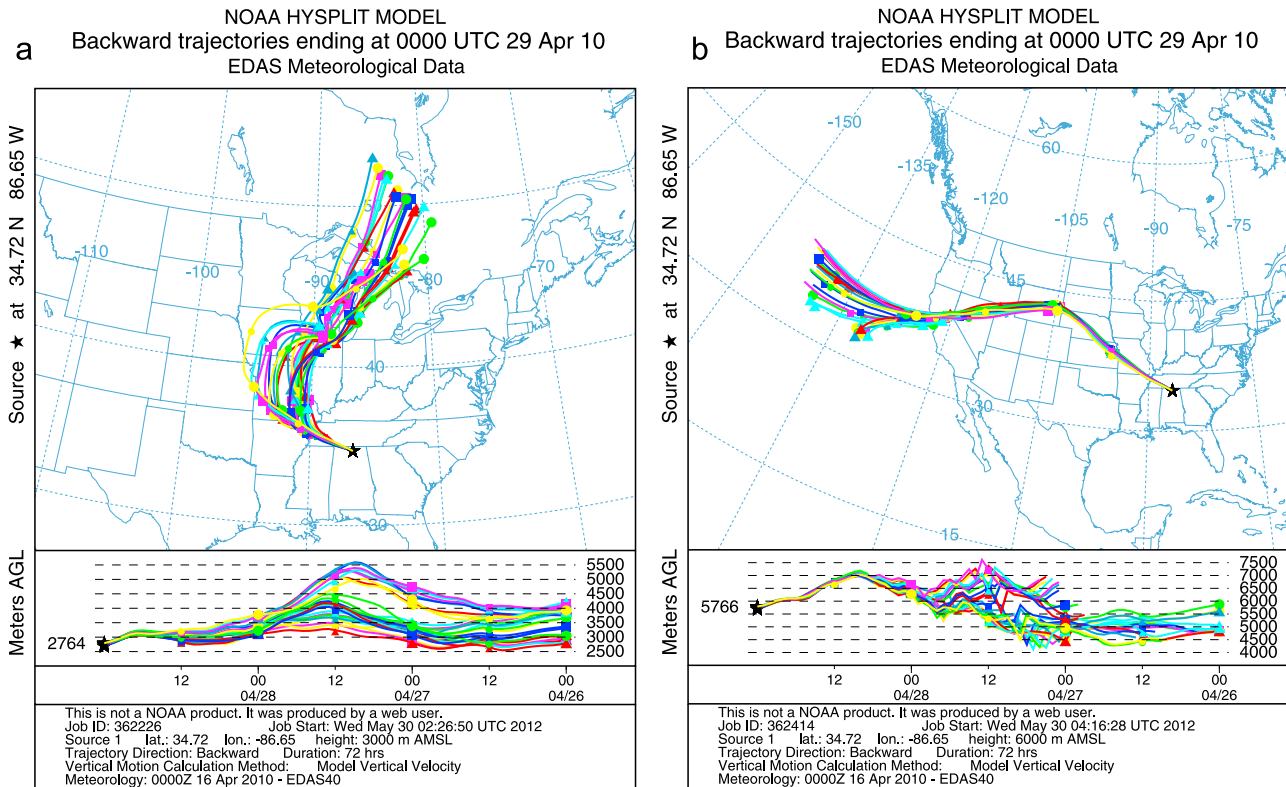 a
NOAA HYSPLIT MODEL
Backward trajectories ending at 0000 UTC 29 Apr 10
EDAS Meteorological Data
Source ★ at 34.72 N 86.65 W
-110
-100
-90
-80
-70
40
30
Meters AGL
2764
5500
5000
4500
4000
3500
3000
2500
12 00 12 00 12 00
04/28 04/27 04/26
This is not a NOAA product. It was produced by a web user.
Job ID: 362226 Job Start: Wed May 30 02:26:50 UTC 2012
Source 1 lat.: 34.72 lon.: -86.65 height: 3000 m AMSL
Trajectory Direction: Backward Duration: 72 hrs
Vertical Motion Calculation Method: Model Vertical Velocity
Meteorology: 0000Z 16 Apr 2010 - EDAS40
b
NOAA HYSPLIT MODEL
Backward trajectories ending at 0000 UTC 29 Apr 10
EDAS Meteorological Data
Source ★ at 34.72 N 86.65 W
-150
-135
-120
-105
-90
-75
60
45
30
15
Meters AGL
5766
7500
7000
6500
6000
5500
5000
4500
4000
12 00 12 00 12 00
04/28 04/27 04/26
This is not a NOAA product. It was produced by a web user.
Job ID: 362414 Job Start: Wed May 30 04:16:28 UTC 2012
Source 1 lat.: 34.72 lon.: -86.65 height: 6000 m AMSL
Trajectory Direction: Backward Duration: 72 hrs
Vertical Motion Calculation Method: Model Vertical Velocity
Meteorology: 0000Z 16 Apr 2010 - EDAS40